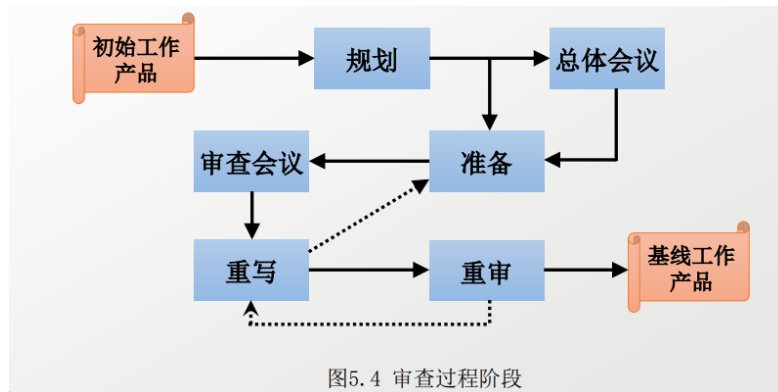 初始工作
产品
规划
总体会议
审查会议
准备
重写
重审
基线工作
产品
图5.4 审查过程阶段